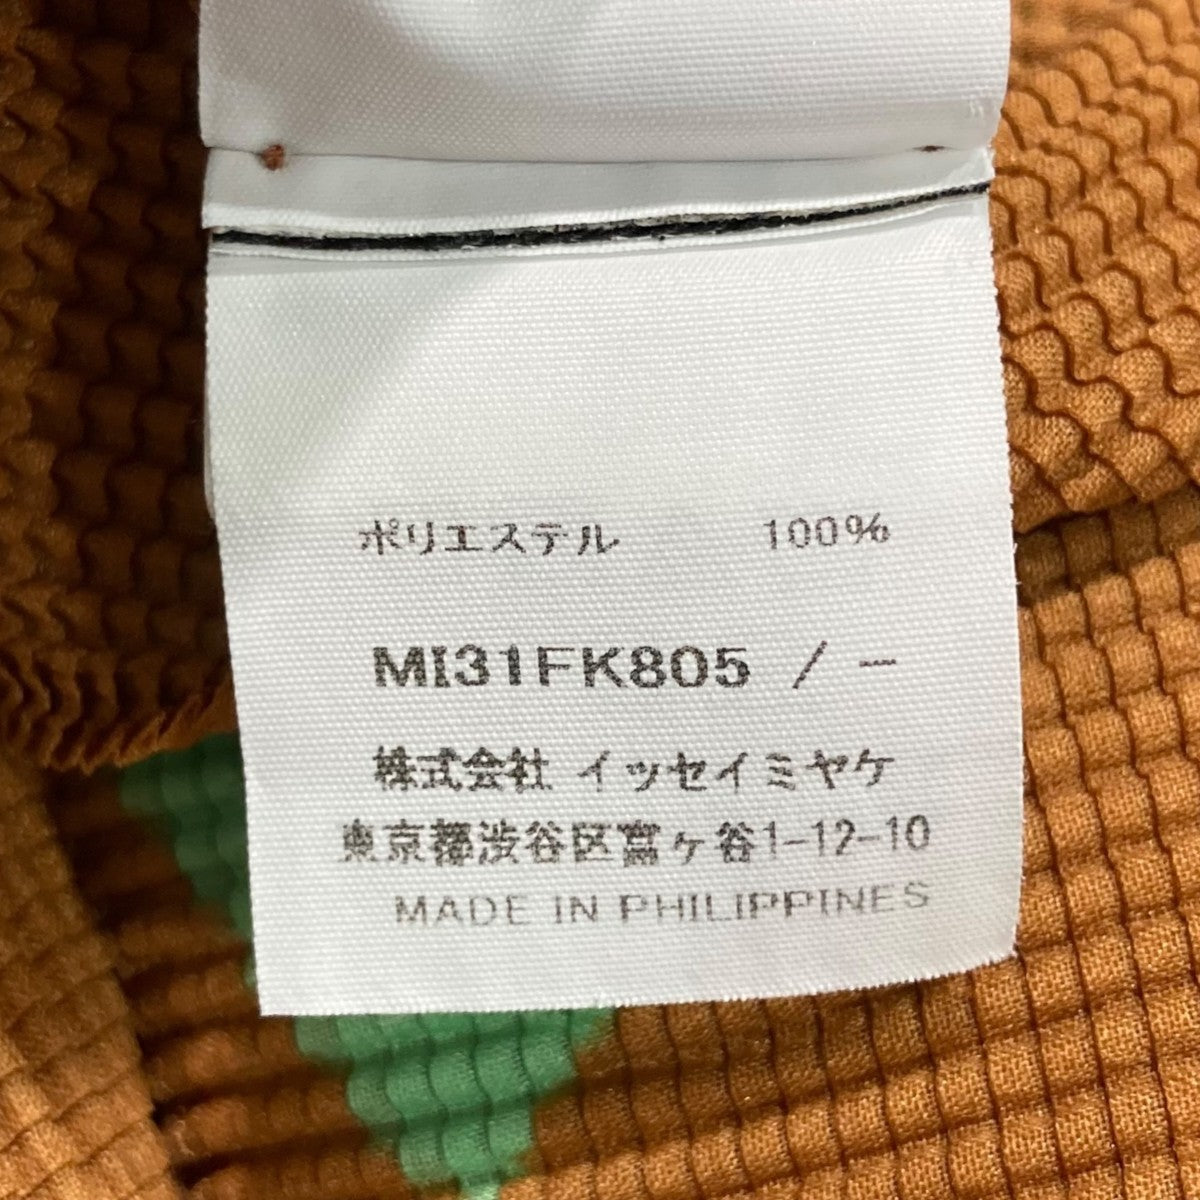 ポリエステル 100%
MI31FK805 / −
株式会社 イッセイミヤケ
東京都渋谷区富ヶ谷1-12-10
MADE IN PHILIPPINES